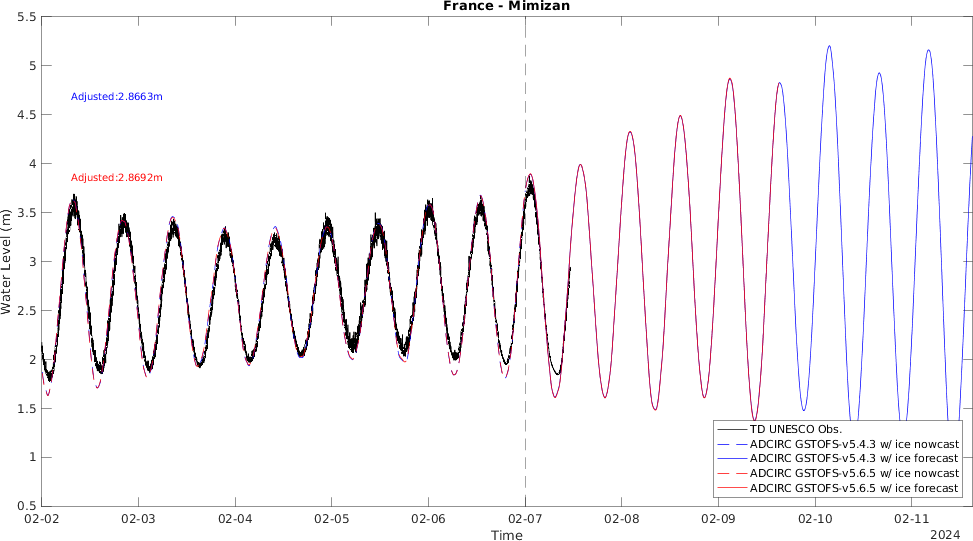 France - Mimizan
5.5
5
4.5
4
3.5
3
2.5
2
1.5
1
0.5
Water Level (m)
Adjusted:2.8663m
Adjusted:2.8692m
TD UNESCO Obs.
ADCIRC GSTOFS-v5.4.3 w/ ice nowcast
ADCIRC GSTOFS-v5.4.3 w/ ice forecast
ADCIRC GSTOFS-v5.6.5 w/ ice nowcast
ADCIRC GSTOFS-v5.6.5 w/ ice forecast
02-02 02-03 02-04 02-05 02-06 02-07 02-08 02-09 02-10 02-11
Time
2024